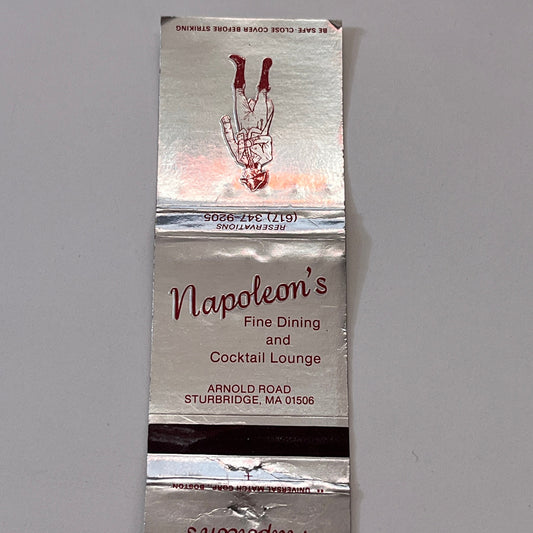 BE SAFE. CLOSE COVER BEFORE STRIKING
RESERVATIONS
(617) 347-9205
Napoleon's
Fine Dining
and
Cocktail Lounge
ARNOLD ROAD
STURBRIDGE, MA 01506
UNIVERSAL MATCH CORP., BOSTON